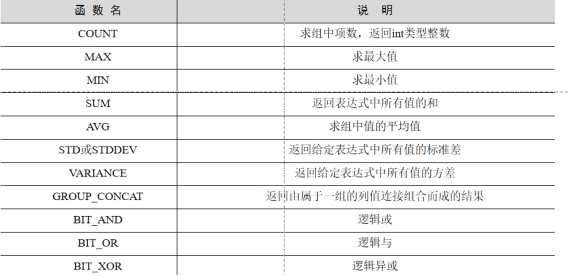 函 数 名 说 明
COUNT 求组中项数，返回int类型整数
MAX 求最大值
MIN 求最小值
SUM 返回表达式中所有值的和
AVG 求组中值的平均值
STD或STDDEV 返回给定表达式中所有值的标准差
VARIANCE 返回给定表达式中所有值的方差
GROUP_CONCAT 返回由属于一组的列值连接组合而成的结果
BIT_AND 逻辑或
BIT_OR 逻辑与
BIT_XOR 逻辑异或